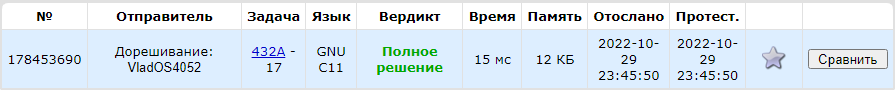 № Отправитель Задача Язык Вердикт Время Память Отослано Протест.
178453690 Дорешивание: VladOS4052 432A - 17 GNU C11 Полное решение 15 мс 12 КБ 2022-10-29 23:45:50 2022-10-29 23:45:50 Сравнить